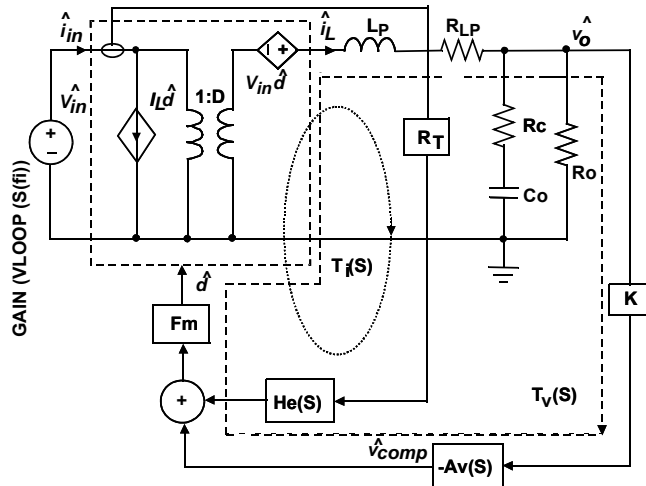 î_in
î_L
L_P
R_LP
v̂_o
V̂_in
+
−
I_L d̂
1:D
V_in d̂
− +
R_T
Rc
Ro
Co
T_i(S)
K
d̂
Fm
+
He(S)
T_V(S)
v̂_comp
-Av(S)
GAIN (VLOOP (S(fi))